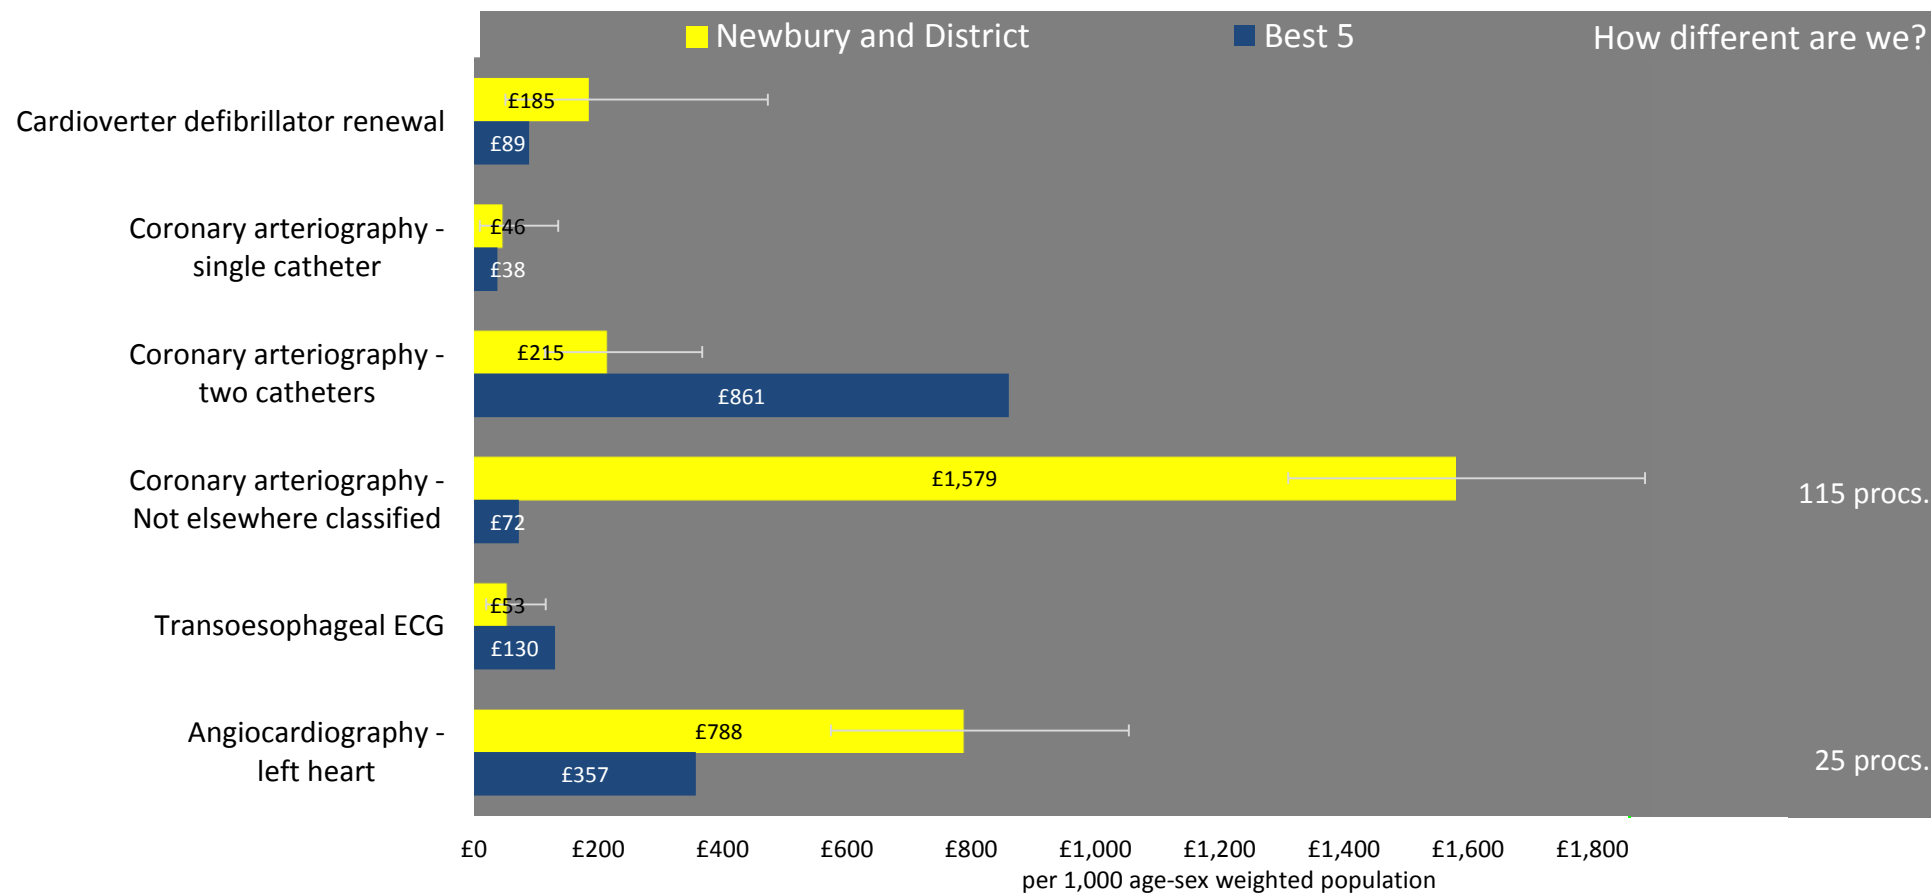 Newbury and District
Best 5
How different are we?
Cardioverter defibrillator renewal
£185
£89
Coronary arteriography -
single catheter
£46
£38
Coronary arteriography -
two catheters
£215
£861
Coronary arteriography -
Not elsewhere classified
£1,579
£72
115 procs.
Transoesophageal ECG
£53
£130
Angiocardiography -
left heart
£788
£357
25 procs.
£0 £200 £400 £600 £800 £1,000 £1,200 £1,400 £1,600 £1,800
per 1,000 age-sex weighted population